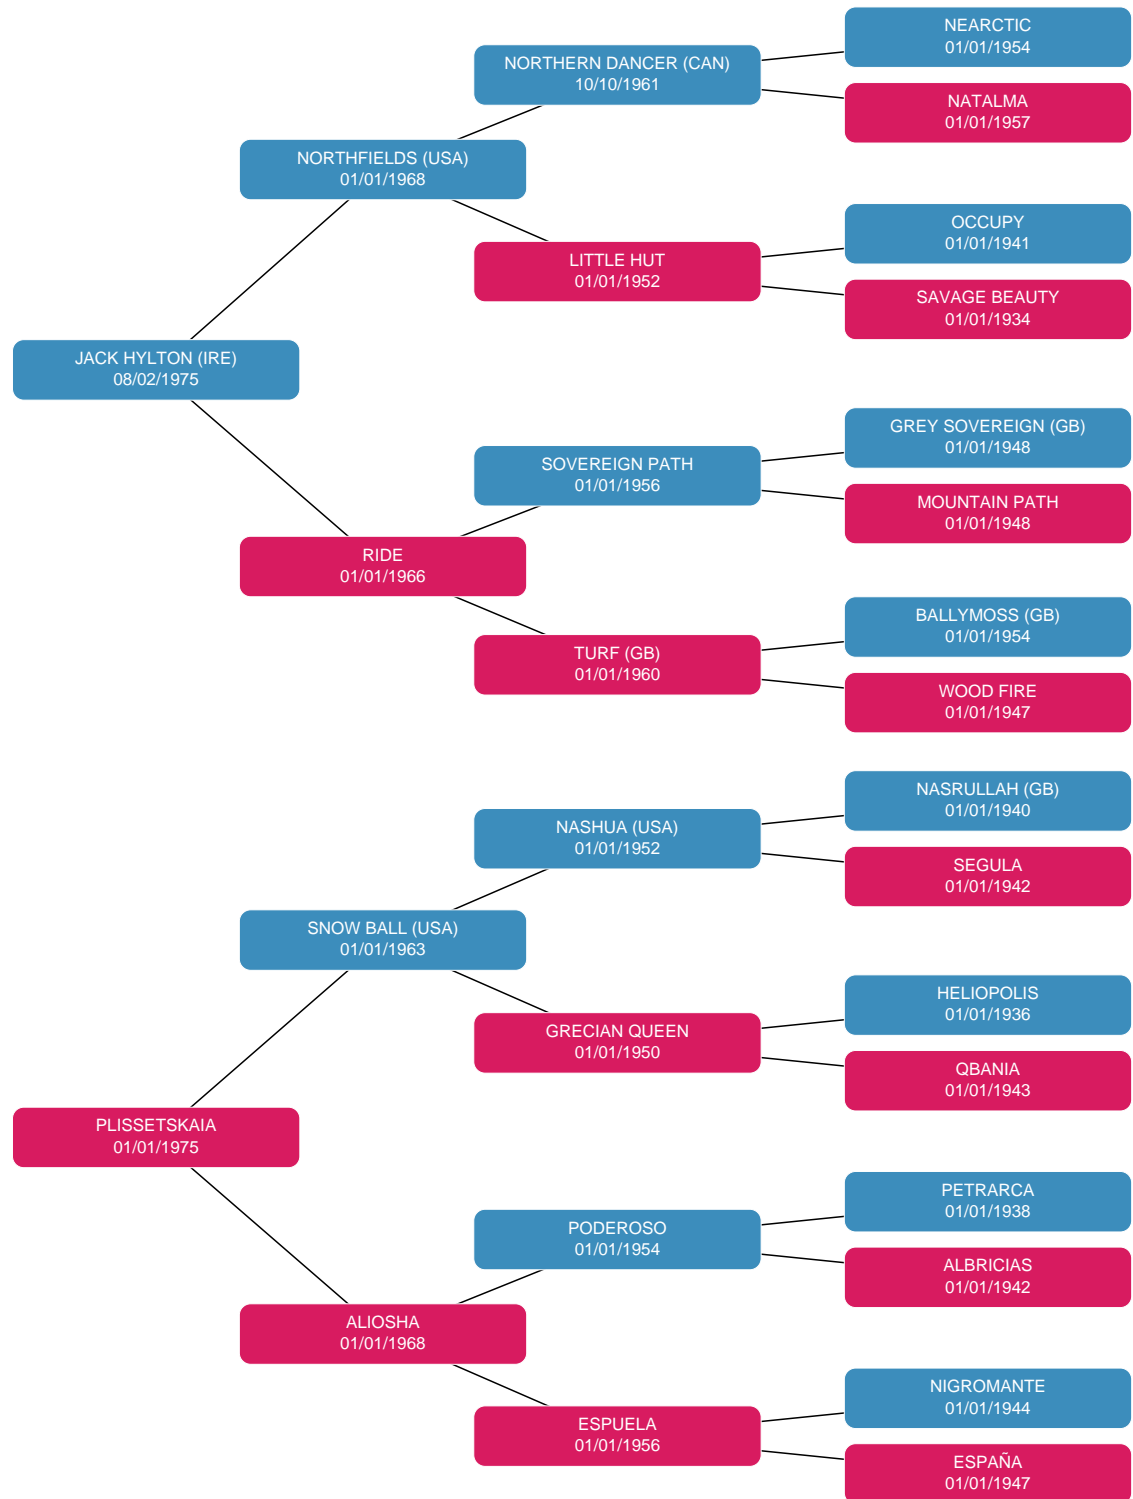 NEARCTIC
01/01/1954
NORTHERN DANCER (CAN)
10/10/1961
NATALMA
01/01/1957
NORTHFIELDS (USA)
01/01/1968
OCCUPY
01/01/1941
LITTLE HUT
01/01/1952
SAVAGE BEAUTY
01/01/1934
JACK HYLTON (IRE)
08/02/1975
GREY SOVEREIGN (GB)
01/01/1948
SOVEREIGN PATH
01/01/1956
MOUNTAIN PATH
01/01/1948
RIDE
01/01/1966
BALLYMOSS (GB)
01/01/1954
TURF (GB)
01/01/1960
WOOD FIRE
01/01/1947
NASRULLAH (GB)
01/01/1940
NASHUA (USA)
01/01/1952
SEGULA
01/01/1942
SNOW BALL (USA)
01/01/1963
HELIOPOLIS
01/01/1936
GRECIAN QUEEN
01/01/1950
QBANIA
01/01/1943
PLISSETSKAIA
01/01/1975
PETRARCA
01/01/1938
PODEROSO
01/01/1954
ALBRICIAS
01/01/1942
ALIOSHA
01/01/1968
NIGROMANTE
01/01/1944
ESPUELA
01/01/1956
ESPAÑA
01/01/1947